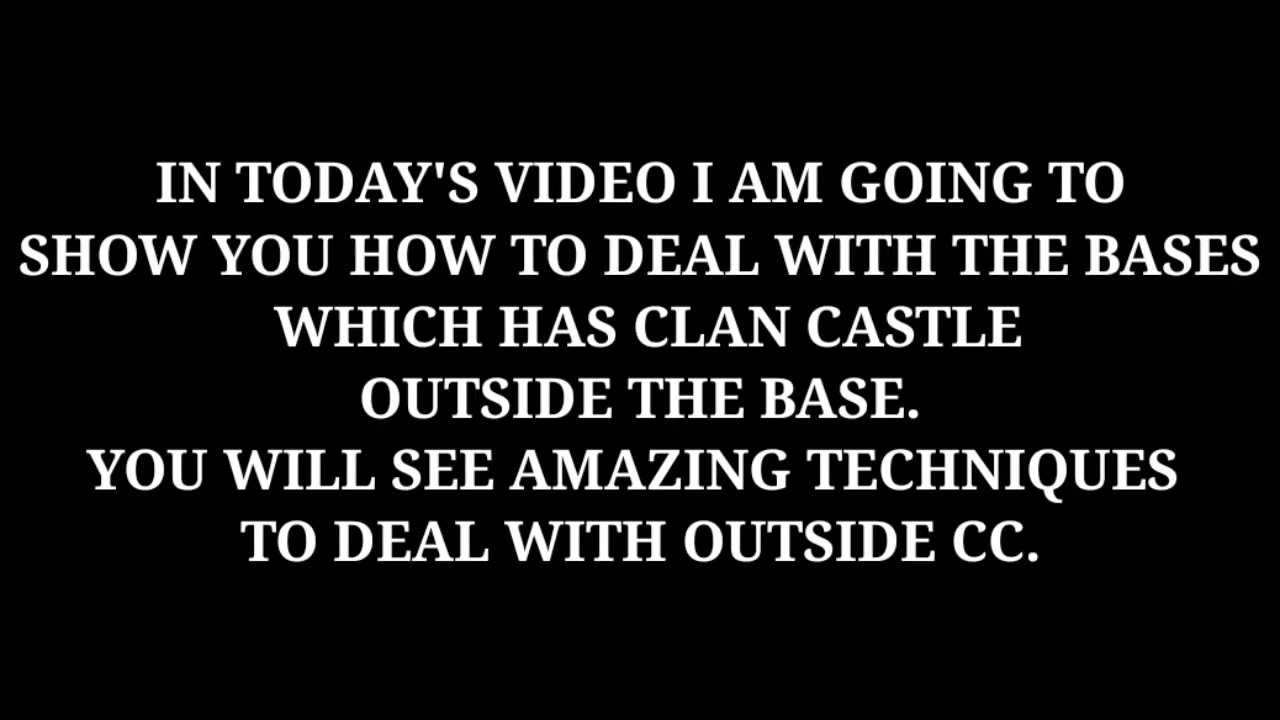 IN TODAY'S VIDEO I AM GOING TO
SHOW YOU HOW TO DEAL WITH THE BASES
WHICH HAS CLAN CASTLE
OUTSIDE THE BASE.
YOU WILL SEE AMAZING TECHNIQUES
TO DEAL WITH OUTSIDE CC.